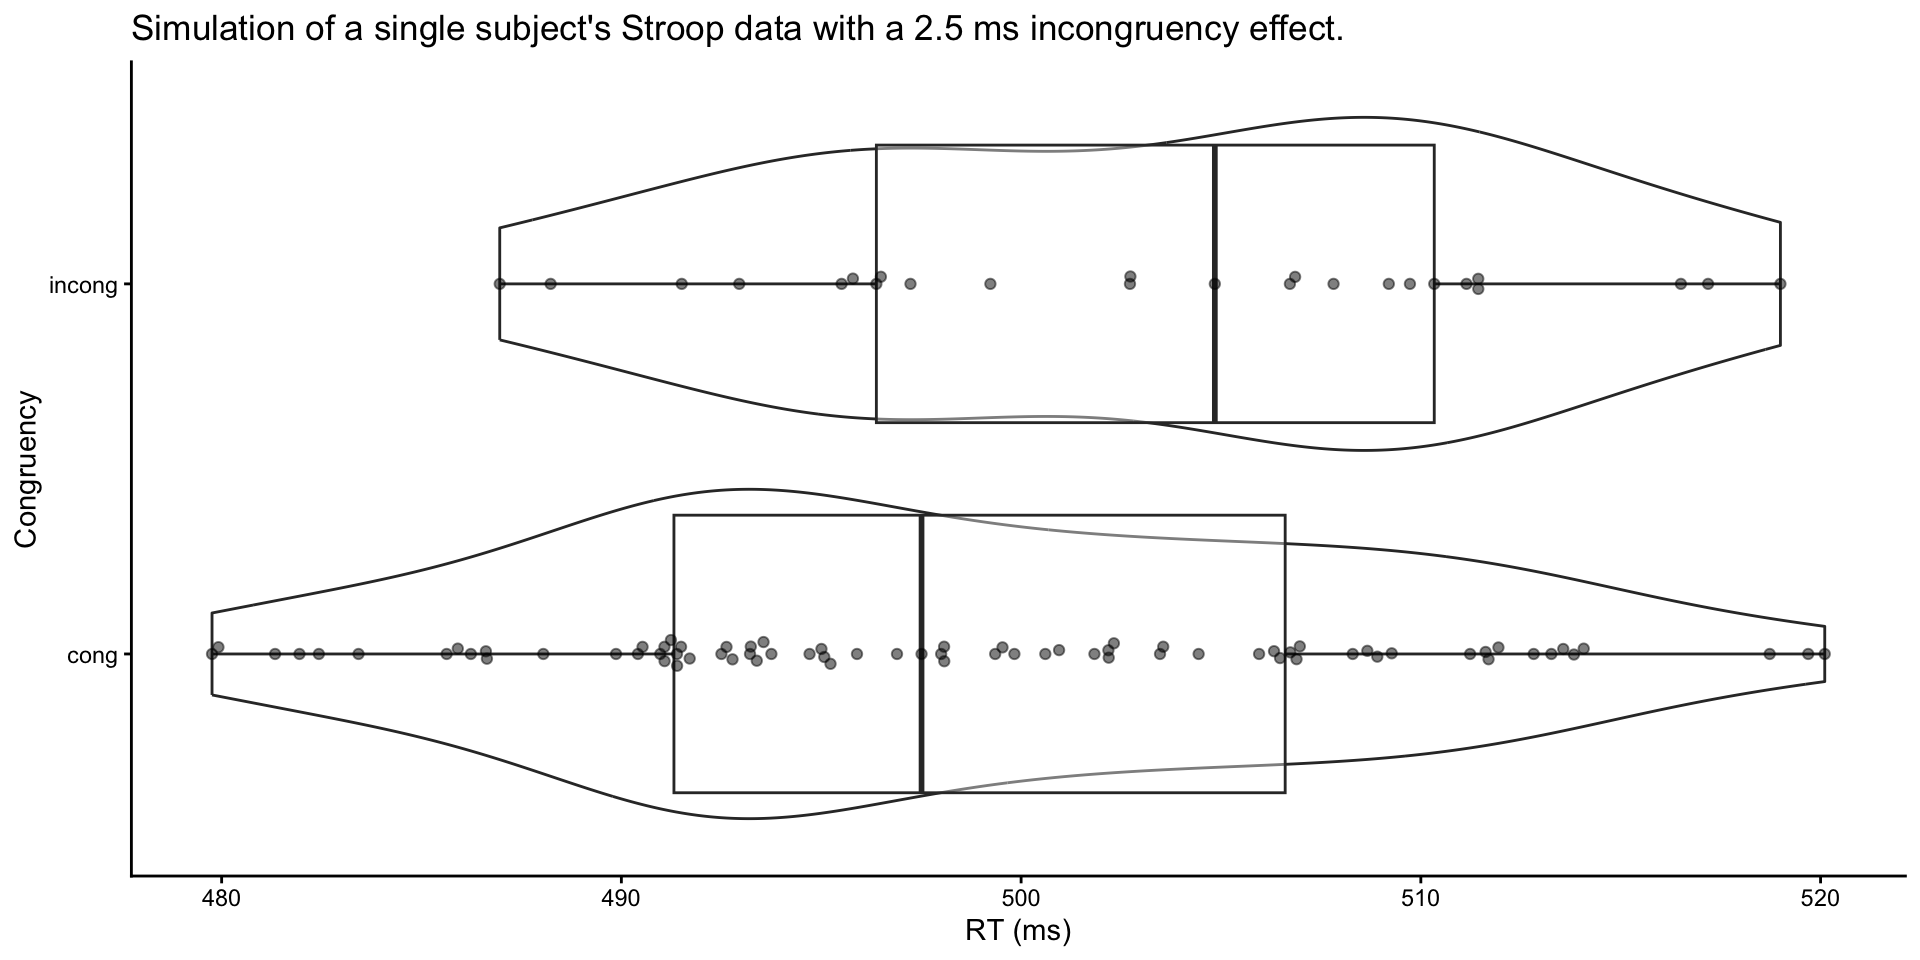 Simulation of a single subject's Stroop data with a 2.5 ms incongruency effect.
incong
Congruency
cong
480 490 500 510 520
RT (ms)